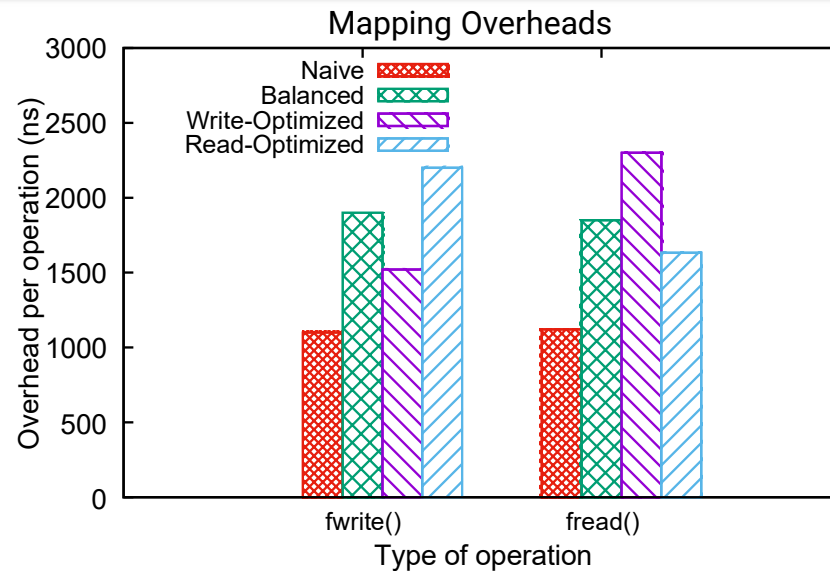 Mapping Overheads
Overhead per operation (ns)
3000
2500
2000
1500
1000
500
0
Naive
Balanced
Write-Optimized
Read-Optimized
fwrite()
fread()
Type of operation